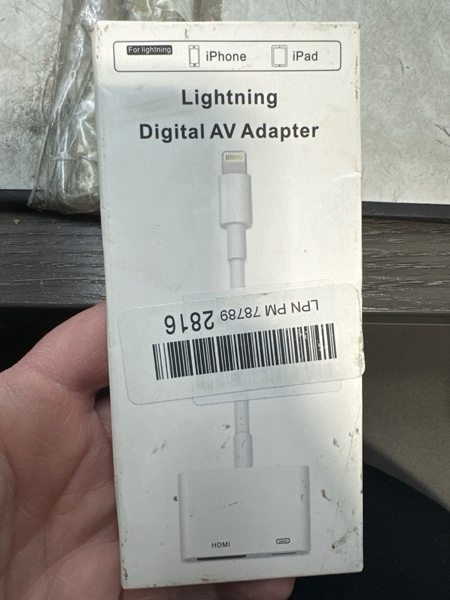 For lightning
iPhone
iPad
Lightning
Digital AV Adapter
LPN PM 78789 2816
HDMI